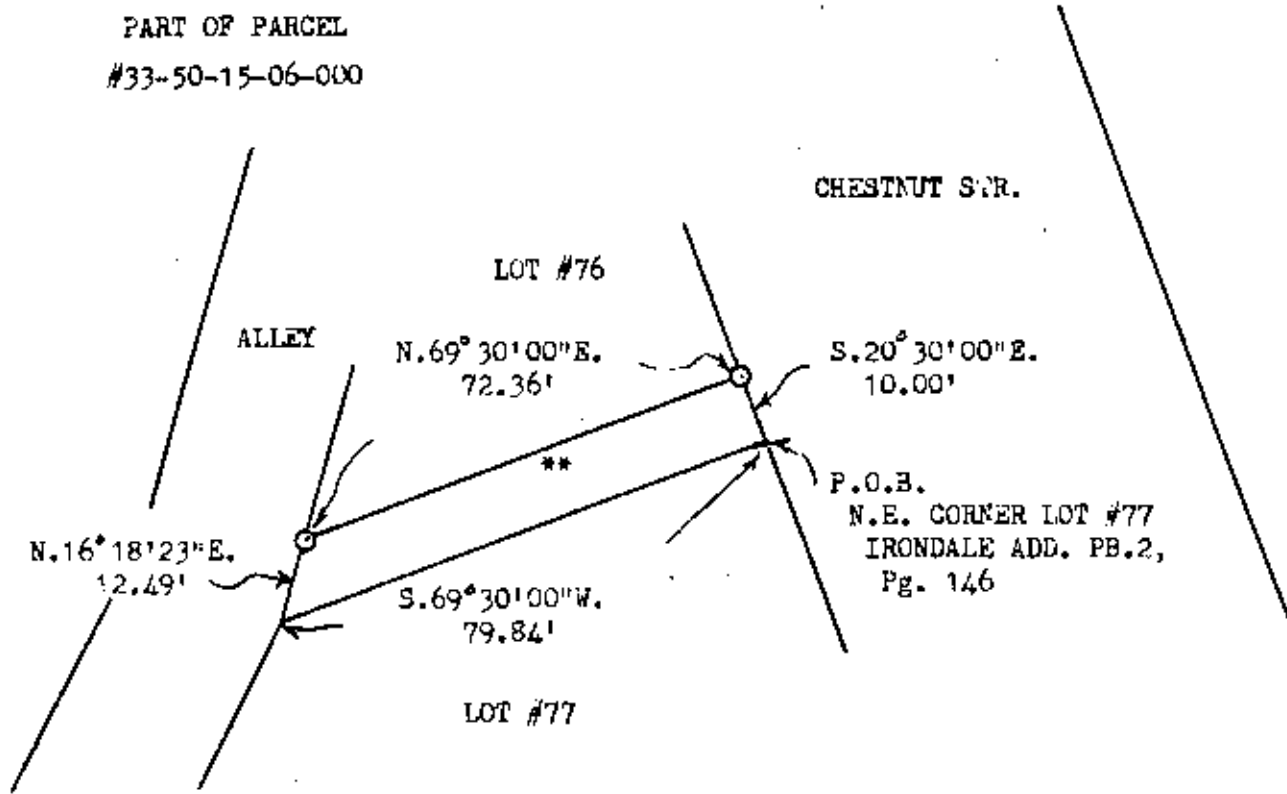 PART OF PARCEL
#33-50-15-06-000
CHESTNUT STR.
LOT #76
ALLEY
N.69°30'00"E.
72.36'
S.20°30'00"E.
10.00'
**
P.O.B.
N.E. CORNER LOT #77
IRONDALE ADD. PB.2,
Pg. 146
N.16°18'23"E.
12.49'
S.69°30'00"W.
79.84'
LOT #77